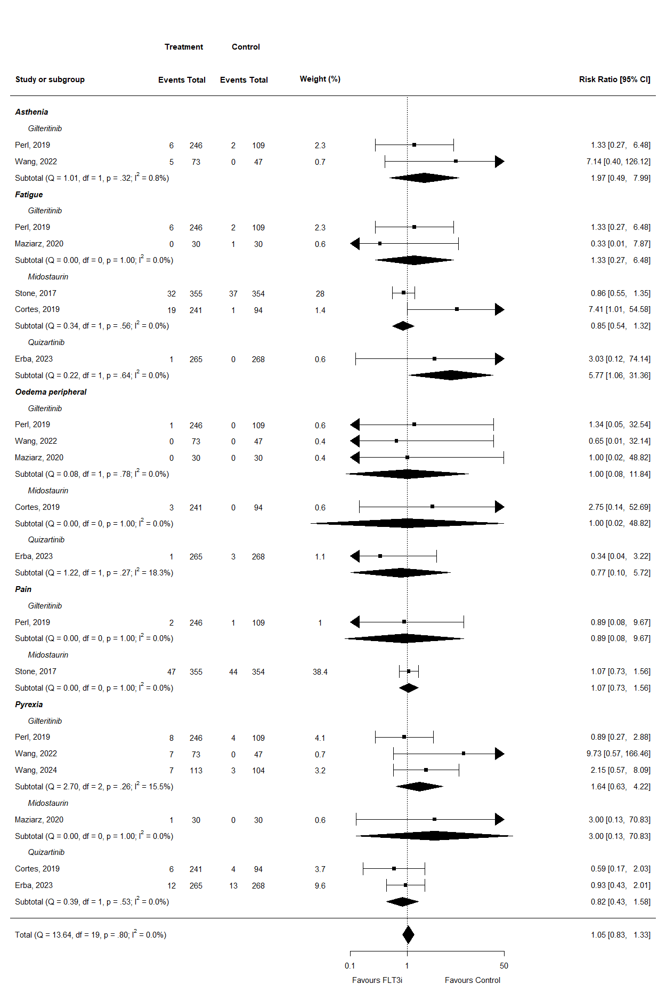 Treatment Control
Study or subgroup Events Total Events Total Weight (%) Risk Ratio [95% CI]
Asthenia
Gilteritinib
Perl, 2019 6 246 2 109 2.3 1.33 [0.27, 6.48]
Wang, 2022 5 73 0 47 0.7 7.14 [0.40, 126.12]
Subtotal (Q = 1.01, df = 1, p = .32; I² = 0.8%) 1.97 [0.49, 7.99]
Fatigue
Gilteritinib
Perl, 2019 6 246 2 109 2.3 1.33 [0.27, 6.48]
Maziarz, 2020 0 30 1 30 0.6 0.33 [0.01, 7.87]
Subtotal (Q = 0.00, df = 0, p = 1.00; I² = 0.0%) 1.33 [0.27, 6.48]
Midostaurin
Stone, 2017 32 355 37 354 28 0.86 [0.55, 1.35]
Cortes, 2019 19 241 1 94 1.4 7.41 [1.01, 54.58]
Subtotal (Q = 0.34, df = 1, p = .56; I² = 0.0%) 0.85 [0.54, 1.32]
Quizartinib
Erba, 2023 1 265 0 268 0.6 3.03 [0.12, 74.14]
Subtotal (Q = 0.22, df = 1, p = .64; I² = 0.0%) 5.77 [1.06, 31.36]
Oedema peripheral
Gilteritinib
Perl, 2019 1 246 0 109 0.6 1.34 [0.05, 32.54]
Wang, 2022 0 73 0 47 0.4 0.65 [0.01, 32.14]
Maziarz, 2020 0 30 0 30 0.4 1.00 [0.02, 48.82]
Subtotal (Q = 0.08, df = 1, p = .78; I² = 0.0%) 1.00 [0.08, 11.84]
Midostaurin
Cortes, 2019 3 241 0 94 0.6 2.75 [0.14, 52.69]
Subtotal (Q = 0.00, df = 0, p = 1.00; I² = 0.0%) 1.00 [0.02, 48.82]
Quizartinib
Erba, 2023 1 265 3 268 1.1 0.34 [0.04, 3.22]
Subtotal (Q = 1.22, df = 1, p = .27; I² = 18.3%) 0.77 [0.10, 5.72]
Pain
Gilteritinib
Perl, 2019 2 246 1 109 1 0.89 [0.08, 9.67]
Subtotal (Q = 0.00, df = 0, p = 1.00; I² = 0.0%) 0.89 [0.08, 9.67]
Midostaurin
Stone, 2017 47 355 44 354 38.4 1.07 [0.73, 1.56]
Subtotal (Q = 0.00, df = 0, p = 1.00; I² = 0.0%) 1.07 [0.73, 1.56]
Pyrexia
Gilteritinib
Perl, 2019 8 246 4 109 4.1 0.89 [0.27, 2.88]
Wang, 2022 7 73 0 47 0.7 9.73 [0.57, 166.46]
Wang, 2024 7 113 3 104 3.2 2.15 [0.57, 8.09]
Subtotal (Q = 2.70, df = 2, p = .26; I² = 15.5%) 1.64 [0.63, 4.22]
Midostaurin
Maziarz, 2020 1 30 0 30 0.6 3.00 [0.13, 70.83]
Subtotal (Q = 0.00, df = 0, p = 1.00; I² = 0.0%) 3.00 [0.13, 70.83]
Quizartinib
Cortes, 2019 6 241 4 94 3.7 0.59 [0.17, 2.03]
Erba, 2023 12 265 13 268 9.6 0.93 [0.43, 2.01]
Subtotal (Q = 0.39, df = 1, p = .53; I² = 0.0%) 0.82 [0.43, 1.58]
Total (Q = 13.64, df = 19, p = .80; I² = 0.0%) 1.05 [0.83, 1.33]
0.1 1 50
Favours FLT3i Favours Control